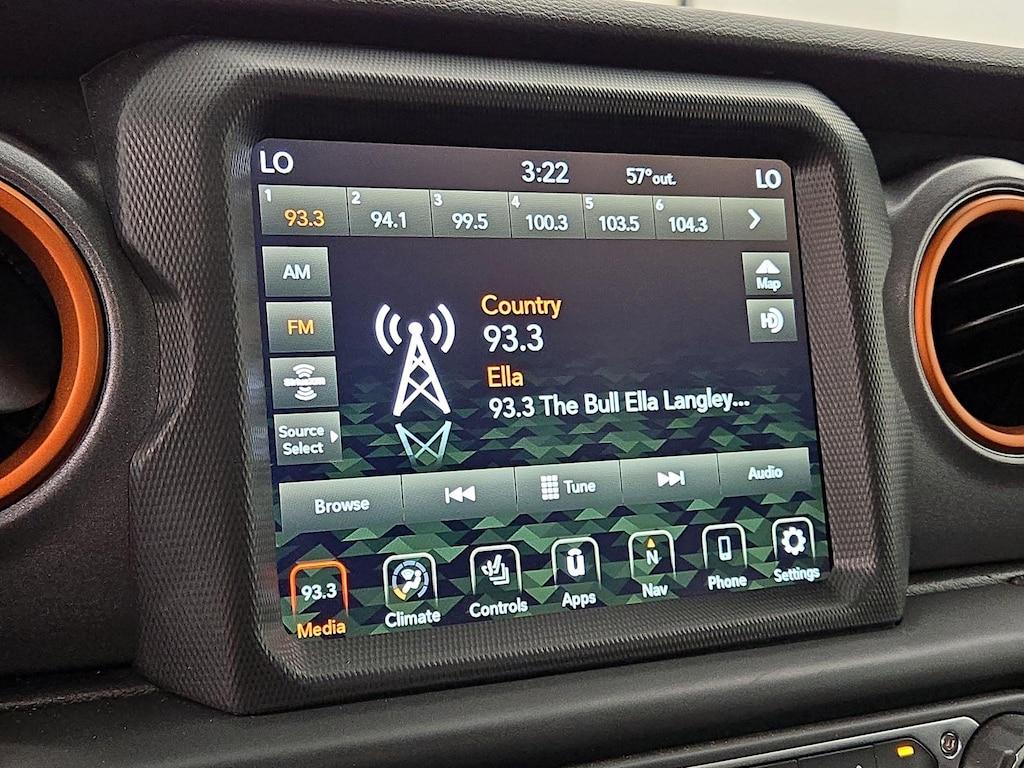 LO 3:22 57°out. LO
1 93.3 2 94.1 3 99.5 4 100.3 5 103.5 6 104.3
AM
Map
FM
HD
Country
93.3
Ella
93.3 The Bull Ella Langley...
SiriusXM
Source
Select
Browse Tune Audio
93.3 N
Media Climate Controls Apps Nav Phone Settings